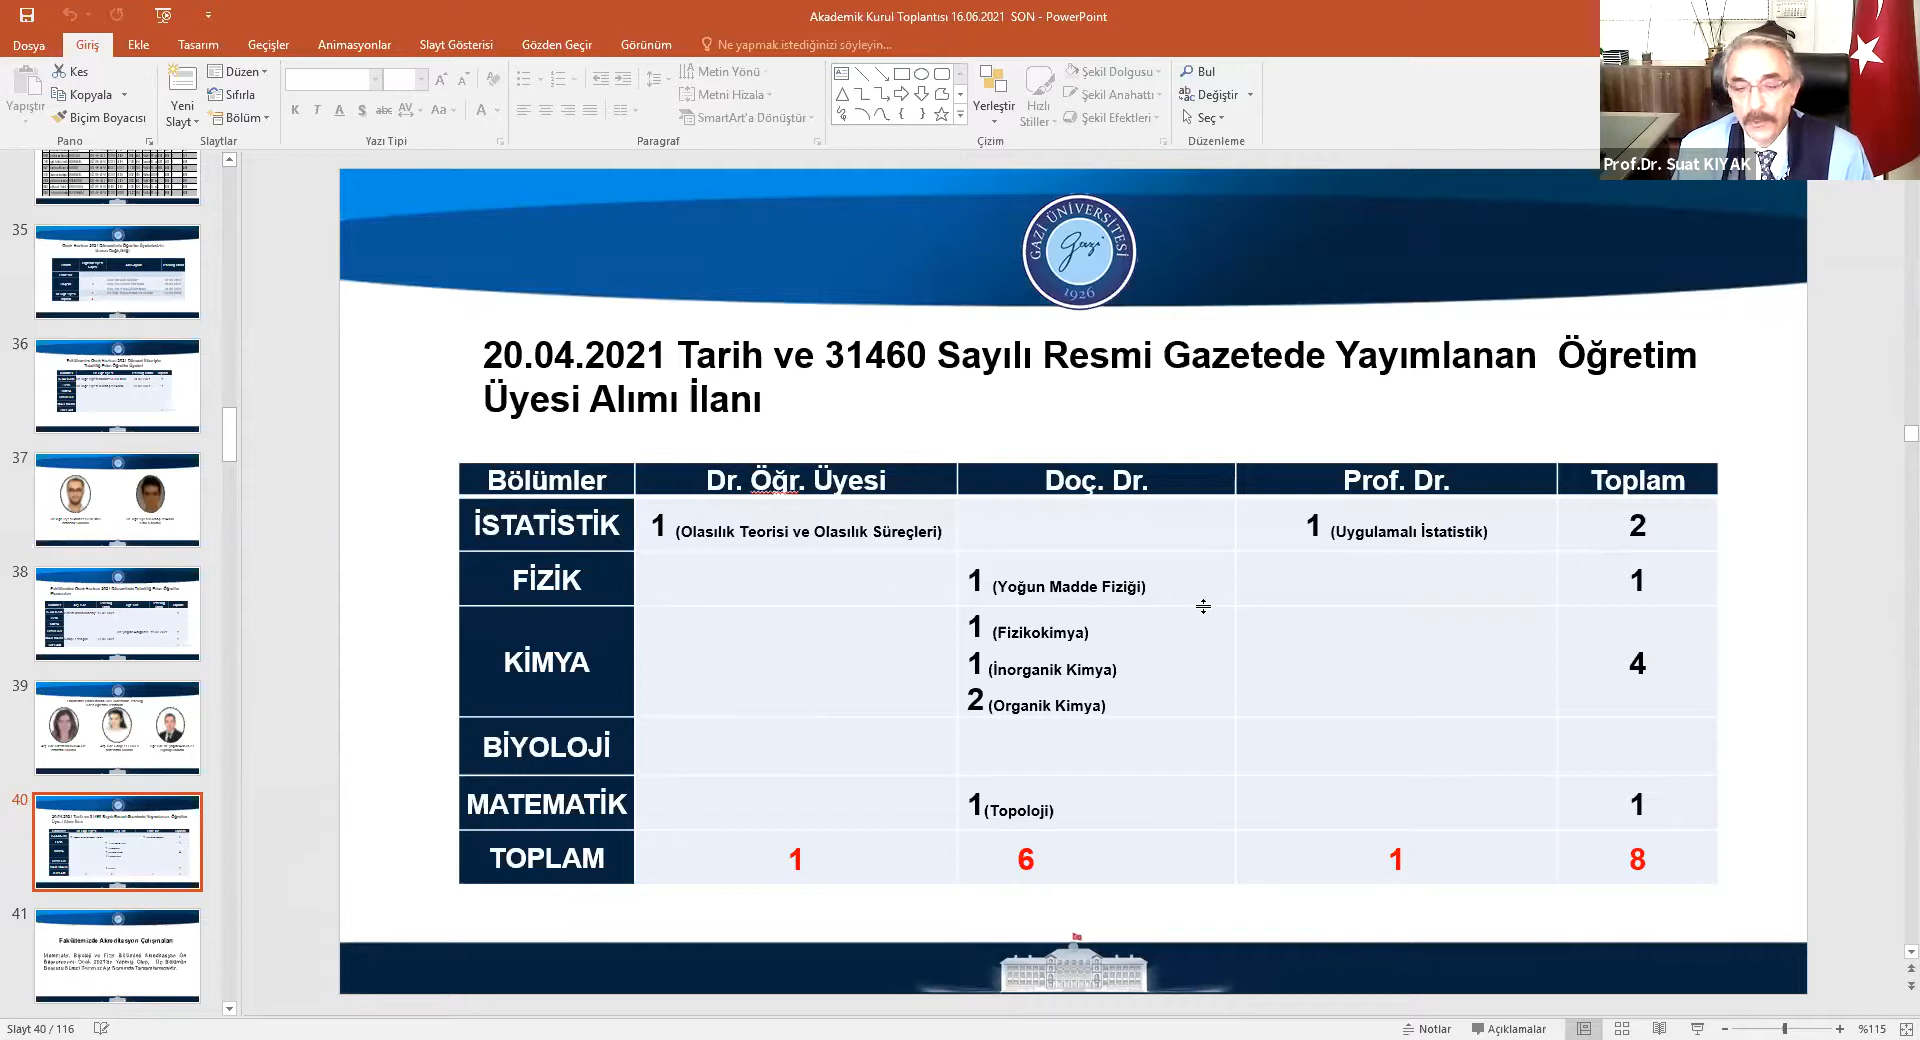 Akademik Kurul Toplantısı 16.06.2021 SON - PowerPoint
Dosya Giriş Ekle Tasarım Geçişler Animasyonlar Slayt Gösterisi Gözden Geçir Görünüm Ne yapmak istediğinizi söyleyin...
Yapıştır
Kes
Kopyala
Biçim Boyacısı
Pano
Yeni Slayt
Düzen
Sıfırla
Bölüm
Slaytlar
K T A S abc AV Aa A
Yazı Tipi
Metin Yönü
Metni Hizala
SmartArt'a Dönüştür
Paragraf
Yerleştir
Hızlı Stiller
Şekil Dolgusu
Şekil Anahattı
Şekil Efektleri
Çizim
Bul
Değiştir
Seç
Düzenleme
Prof.Dr. Suat KIYAK
35
36
37
38
39
40
41
Fakültemizde Akreditasyon Çalışmaları
GAZİ ÜNİVERSİTESİ
gazi
1926
20.04.2021 Tarih ve 31460 Sayılı Resmi Gazetede Yayımlanan Öğretim
Üyesi Alımı İlanı
Bölümler Dr. Öğr. Üyesi Doç. Dr. Prof. Dr. Toplam
İSTATİSTİK 1 (Olasılık Teorisi ve Olasılık Süreçleri) 1 (Uygulamalı İstatistik) 2
FİZİK 1 (Yoğun Madde Fiziği) 1
KİMYA 1 (Fizikokimya)
1 (İnorganik Kimya) 4
2 (Organik Kimya)
BİYOLOJİ
MATEMATİK 1(Topoloji) 1
TOPLAM 1 6 1 8
Slayt 40 / 116
Notlar
Açıklamalar
%115